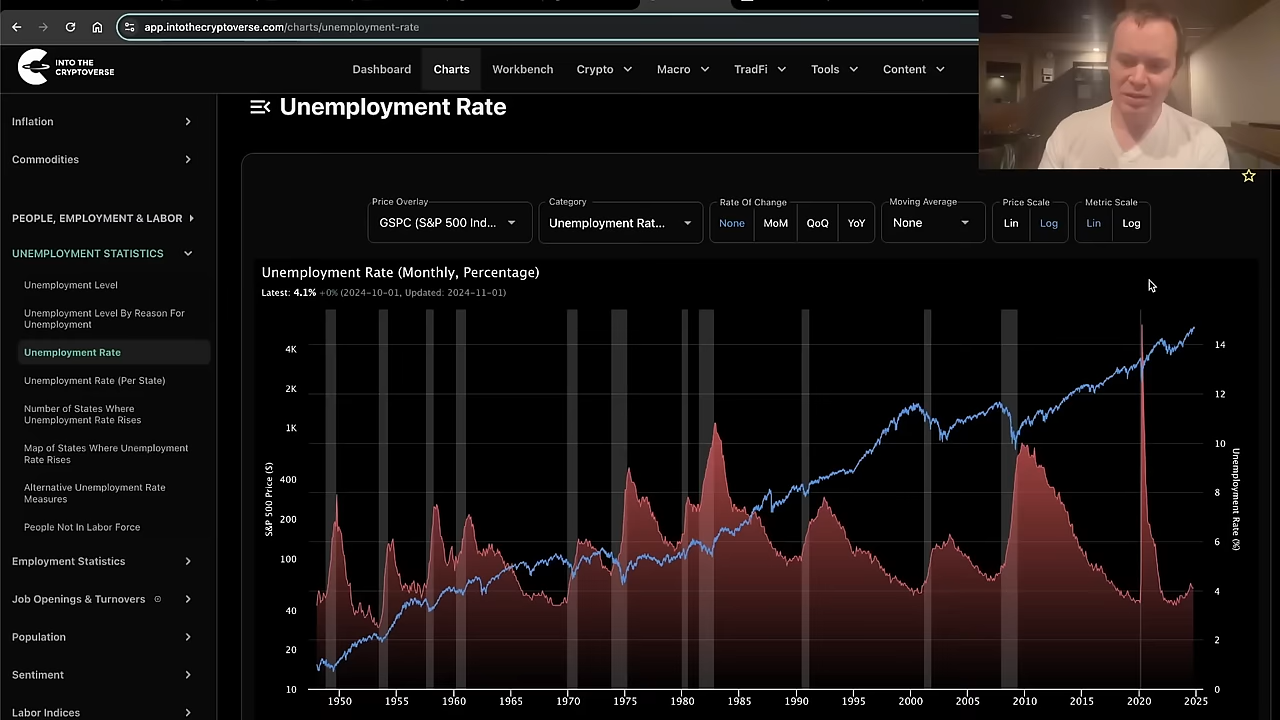 app.intothecryptoverse.com/charts/unemployment-rate
INTO THE
CRYPTOVERSE
Dashboard Charts Workbench Crypto Macro TradFi Tools Content
Inflation
Commodities
PEOPLE, EMPLOYMENT & LABOR
UNEMPLOYMENT STATISTICS
Unemployment Level
Unemployment Level By Reason For
Unemployment
Unemployment Rate
Unemployment Rate (Per State)
Number of States Where
Unemployment Rate Rises
Map of States Where Unemployment
Rate Rises
Alternative Unemployment Rate
Measures
People Not In Labor Force
Employment Statistics
Job Openings & Turnovers
Population
Sentiment
Labor Indices
Unemployment Rate
Price Overlay Category Rate Of Change Moving Average Price Scale Metric Scale
GSPC (S&P 500 Ind... Unemployment Rat... None MoM QoQ YoY None Lin Log Lin Log
Unemployment Rate (Monthly, Percentage)
Latest: 4.1% +0% (2024-10-01, Updated: 2024-11-01)
S&P 500 Price ($)
4K
2K
1K
400
200
100
40
20
10
14
12
10
8
6
4
2
0
Unemployment Rate (%)
1950 1955 1960 1965 1970 1975 1980 1985 1990 1995 2000 2005 2010 2015 2020 2025